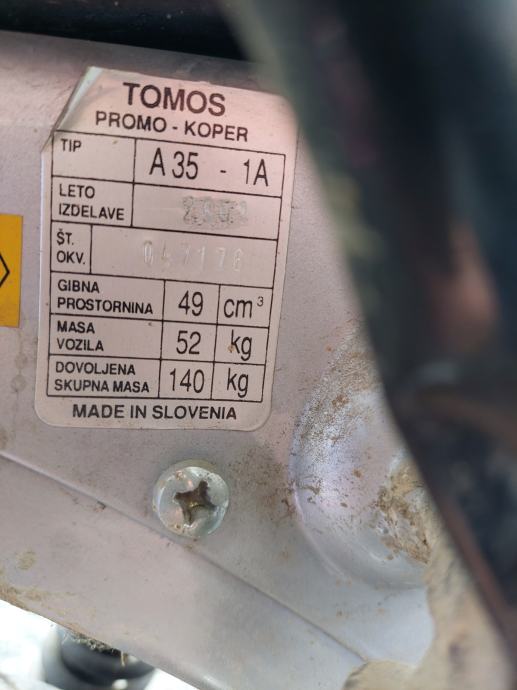 TOMOS
PROMO - KOPER
TIP A 35 - 1A
LETO
IZDELAVE
ŠT.
OKV. 047176
GIBNA
PROSTORNINA 49 cm³
MASA
VOZILA 52 kg
DOVOLJENA
SKUPNA MASA 140 kg
MADE IN SLOVENIA